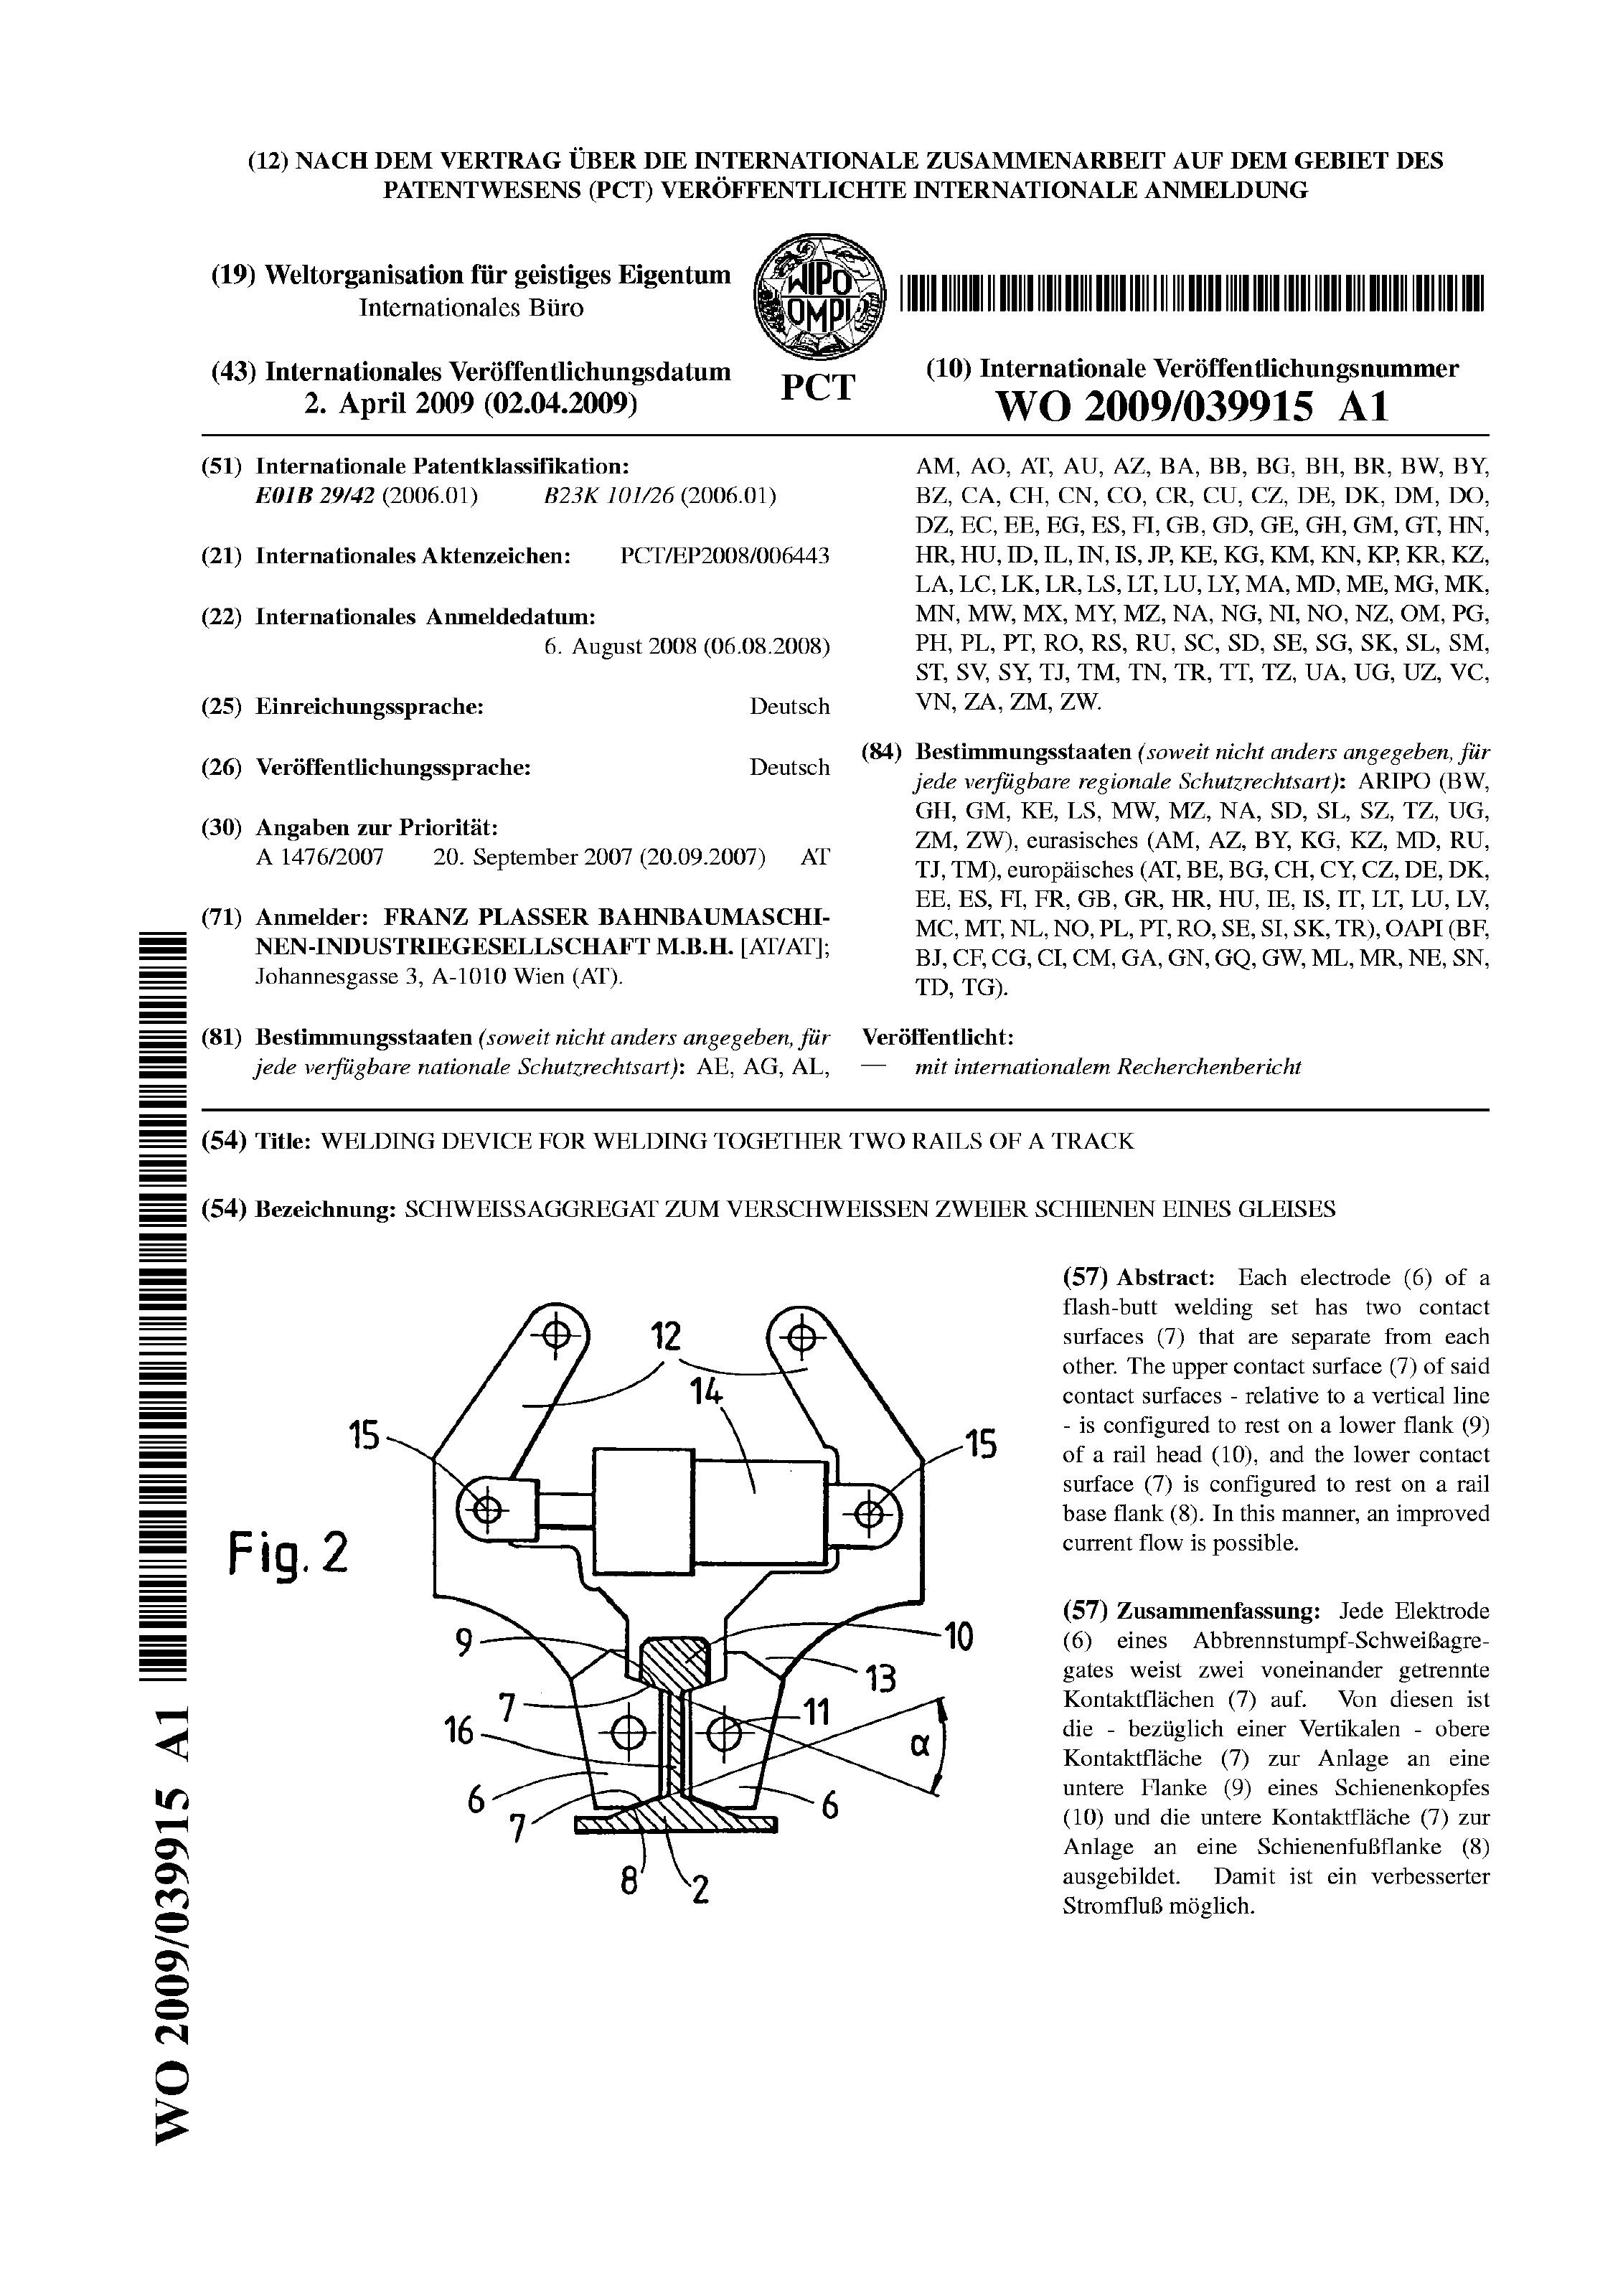 (12) NACH DEM VERTRAG ÜBER DIE INTERNATIONALE ZUSAMMENARBEIT AUF DEM GEBIET DES
PATENTWESENS (PCT) VERÖFFENTLICHTE INTERNATIONALE ANMELDUNG
(19) Weltorganisation für geistiges Eigentum
Internationales Büro
WIPO
OMPI
PCT
(43) Internationales Veröffentlichungsdatum
2. April 2009 (02.04.2009)
(10) Internationale Veröffentlichungsnummer
WO 2009/039915 A1
(51) Internationale Patentklassifikation:
E01B 29/42 (2006.01) B23K 101/26 (2006.01)
(21) Internationales Aktenzeichen: PCT/EP2008/006443
(22) Internationales Anmeldedatum:
6. August 2008 (06.08.2008)
(25) Einreichungssprache: Deutsch
(26) Veröffentlichungssprache: Deutsch
(30) Angaben zur Priorität:
A 1476/2007 20. September 2007 (20.09.2007) AT
(71) Anmelder: FRANZ PLASSER BAHNBAUMASCHI-
NEN-INDUSTRIEGESELLSCHAFT M.B.H. [AT/AT];
Johannesgasse 3, A-1010 Wien (AT).
(81) Bestimmungsstaaten (soweit nicht anders angegeben, für
jede verfügbare nationale Schutzrechtsart): AE, AG, AL,
AM, AO, AT, AU, AZ, BA, BB, BG, BH, BR, BW, BY,
BZ, CA, CH, CN, CO, CR, CU, CZ, DE, DK, DM, DO,
DZ, EC, EE, EG, ES, FI, GB, GD, GE, GH, GM, GT, HN,
HR, HU, ID, IL, IN, IS, JP, KE, KG, KM, KN, KP, KR, KZ,
LA, LC, LK, LR, LS, LT, LU, LY, MA, MD, ME, MG, MK,
MN, MW, MX, MY, MZ, NA, NG, NI, NO, NZ, OM, PG,
PH, PL, PT, RO, RS, RU, SC, SD, SE, SG, SK, SL, SM,
ST, SV, SY, TJ, TM, TN, TR, TT, TZ, UA, UG, UZ, VC,
VN, ZA, ZM, ZW.
(84) Bestimmungsstaaten (soweit nicht anders angegeben, für
jede verfügbare regionale Schutzrechtsart): ARIPO (BW,
GH, GM, KE, LS, MW, MZ, NA, SD, SL, SZ, TZ, UG,
ZM, ZW), eurasisches (AM, AZ, BY, KG, KZ, MD, RU,
TJ, TM), europäisches (AT, BE, BG, CH, CY, CZ, DE, DK,
EE, ES, FI, FR, GB, GR, HR, HU, IE, IS, IT, LT, LU, LV,
MC, MT, NL, NO, PL, PT, RO, SE, SI, SK, TR), OAPI (BF,
BJ, CF, CG, CI, CM, GA, GN, GQ, GW, ML, MR, NE, SN,
TD, TG).
Veröffentlicht:
— mit internationalem Recherchenbericht
(54) Title: WELDING DEVICE FOR WELDING TOGETHER TWO RAILS OF A TRACK
(54) Bezeichnung: SCHWEISSAGGREGAT ZUM VERSCHWEISSEN ZWEIER SCHIENEN EINES GLEISES
12
14
15
15
Fig. 2
9
10
13
7
11
16
α
6
6
7
8
2
(57) Abstract: Each electrode (6) of a
flash-butt welding set has two contact
surfaces (7) that are separate from each
other. The upper contact surface (7) of said
contact surfaces - relative to a vertical line
- is configured to rest on a lower flank (9)
of a rail head (10), and the lower contact
surface (7) is configured to rest on a rail
base flank (8). In this manner, an improved
current flow is possible.
(57) Zusammenfassung: Jede Elektrode
(6) eines Abbrennstumpf-Schweißagre-
gates weist zwei voneinander getrennte
Kontaktflächen (7) auf. Von diesen ist
die - bezüglich einer Vertikalen - obere
Kontaktfläche (7) zur Anlage an eine
untere Flanke (9) eines Schienenkopfes
(10) und die untere Kontaktfläche (7) zur
Anlage an eine Schienenfußflanke (8)
ausgebildet. Damit ist ein verbesserter
Stromfluß möglich.
WO 2009/039915 A1